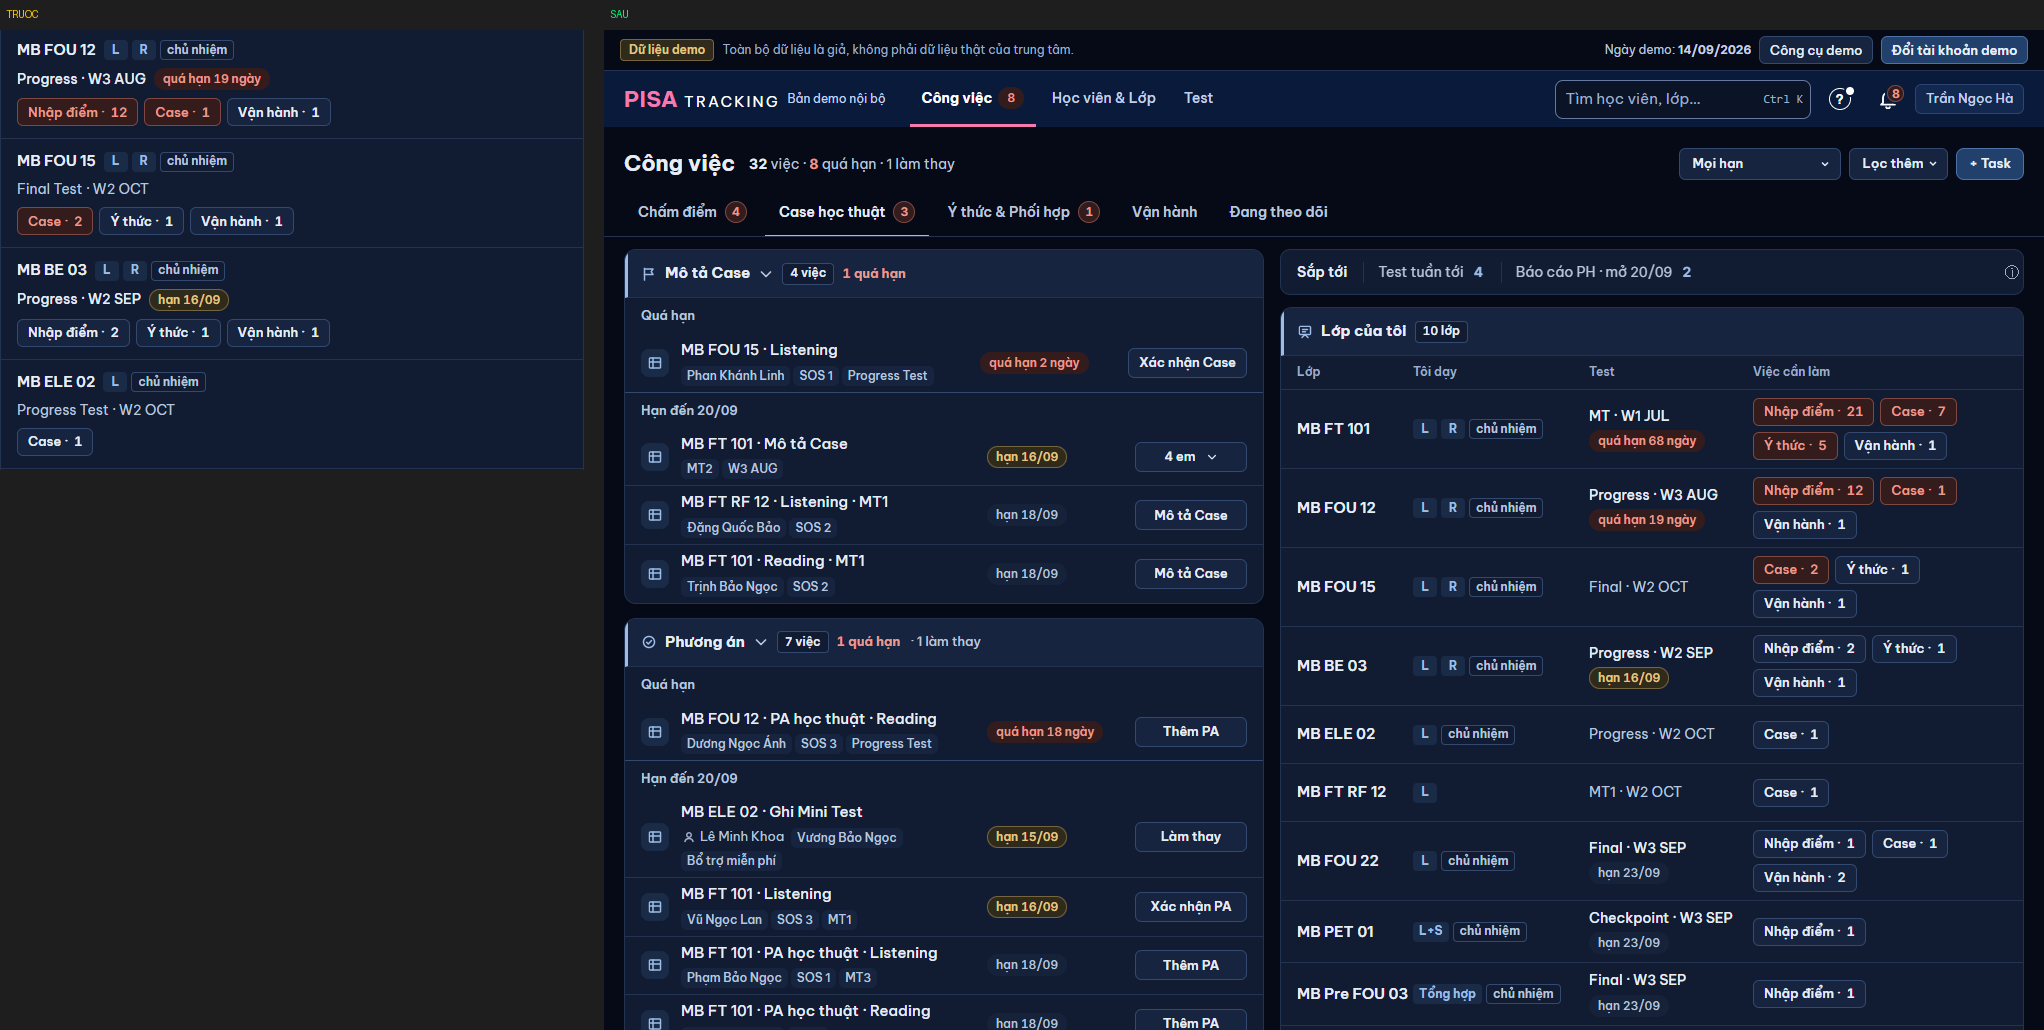 TRUOC
MB FOU 12 L R chủ nhiệm
Progress · W3 AUG quá hạn 19 ngày
Nhập điểm · 12 Case · 1 Vận hành · 1
MB FOU 15 L R chủ nhiệm
Final Test · W2 OCT
Case · 2 Ý thức · 1 Vận hành · 1
MB BE 03 L R chủ nhiệm
Progress · W2 SEP hạn 16/09
Nhập điểm · 2 Ý thức · 1 Vận hành · 1
MB ELE 02 L chủ nhiệm
Progress Test · W2 OCT
Case · 1
SAU
Dữ liệu demo Toàn bộ dữ liệu là giả, không phải dữ liệu thật của trung tâm.
Ngày demo: 14/09/2026 Công cụ demo Đổi tài khoản demo
PISA TRACKING Bản demo nội bộ Công việc 8 Học viên & Lớp Test
Tìm học viên, lớp... Ctrl K ? 8 Trần Ngọc Hà
Công việc 32 việc · 8 quá hạn · 1 làm thay
Mọi hạn Lọc thêm + Task
Chấm điểm 4 Case học thuật 3 Ý thức & Phối hợp 1 Vận hành Đang theo dõi
Mô tả Case 4 việc 1 quá hạn
Quá hạn
MB FOU 15 · Listening
Phan Khánh Linh SOS 1 Progress Test
quá hạn 2 ngày Xác nhận Case
Hạn đến 20/09
MB FT 101 · Mô tả Case
MT2 W3 AUG
hạn 16/09 4 em
MB FT RF 12 · Listening · MT1
Đặng Quốc Bảo SOS 2
hạn 18/09 Mô tả Case
MB FT 101 · Reading · MT1
Trịnh Bảo Ngọc SOS 2
hạn 18/09 Mô tả Case
Phương án 7 việc 1 quá hạn · 1 làm thay
Quá hạn
MB FOU 12 · PA học thuật · Reading
Dương Ngọc Ánh SOS 3 Progress Test
quá hạn 18 ngày Thêm PA
Hạn đến 20/09
MB ELE 02 · Ghi Mini Test
Lê Minh Khoa Vương Bảo Ngọc
Bổ trợ miễn phí
hạn 15/09 Làm thay
MB FT 101 · Listening
Vũ Ngọc Lan SOS 3 MT1
hạn 16/09 Xác nhận PA
MB FT 101 · PA học thuật · Listening
Phạm Bảo Ngọc SOS 1 MT3
hạn 18/09 Thêm PA
MB FT 101 · PA học thuật · Reading
hạn 18/09 Thêm PA
Sắp tới Test tuần tới 4 Báo cáo PH · mở 20/09 2
Lớp của tôi 10 lớp
Lớp Tôi dạy Test Việc cần làm
MB FT 101 L R chủ nhiệm
MT · W1 JUL
quá hạn 68 ngày
Nhập điểm · 21 Case · 7
Ý thức · 5 Vận hành · 1
MB FOU 12 L R chủ nhiệm
Progress · W3 AUG
quá hạn 19 ngày
Nhập điểm · 12 Case · 1
Vận hành · 1
MB FOU 15 L R chủ nhiệm
Final · W2 OCT
Case · 2 Ý thức · 1
Vận hành · 1
MB BE 03 L R chủ nhiệm
Progress · W2 SEP
hạn 16/09
Nhập điểm · 2 Ý thức · 1
Vận hành · 1
MB ELE 02 L chủ nhiệm Progress · W2 OCT Case · 1
MB FT RF 12 L MT1 · W2 OCT Case · 1
MB FOU 22 L chủ nhiệm
Final · W3 SEP
hạn 23/09
Nhập điểm · 1 Case · 1
Vận hành · 2
MB PET 01 L+S chủ nhiệm
Checkpoint · W3 SEP
hạn 23/09
Nhập điểm · 1
MB Pre FOU 03 Tổng hợp chủ nhiệm
Final · W3 SEP
hạn 23/09
Nhập điểm · 1